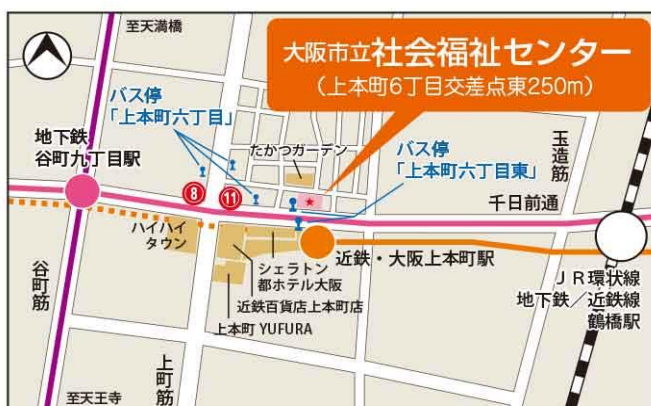 至天満橋
大阪市立社会福祉センター
(上本町6丁目交差点東250m)
バス停
「上本町六丁目」
地下鉄
谷町九丁目駅
たかつガーデン
バス停
「上本町六丁目東」
玉造筋
8
11
千日前通
ハイハイ
タウン
シェラトン
都ホテル大阪
近鉄・大阪上本町駅
近鉄百貨店上本町店
上本町 YUFURA
JR環状線
地下鉄/近鉄線
鶴橋駅
谷町筋
上町筋
至天王寺